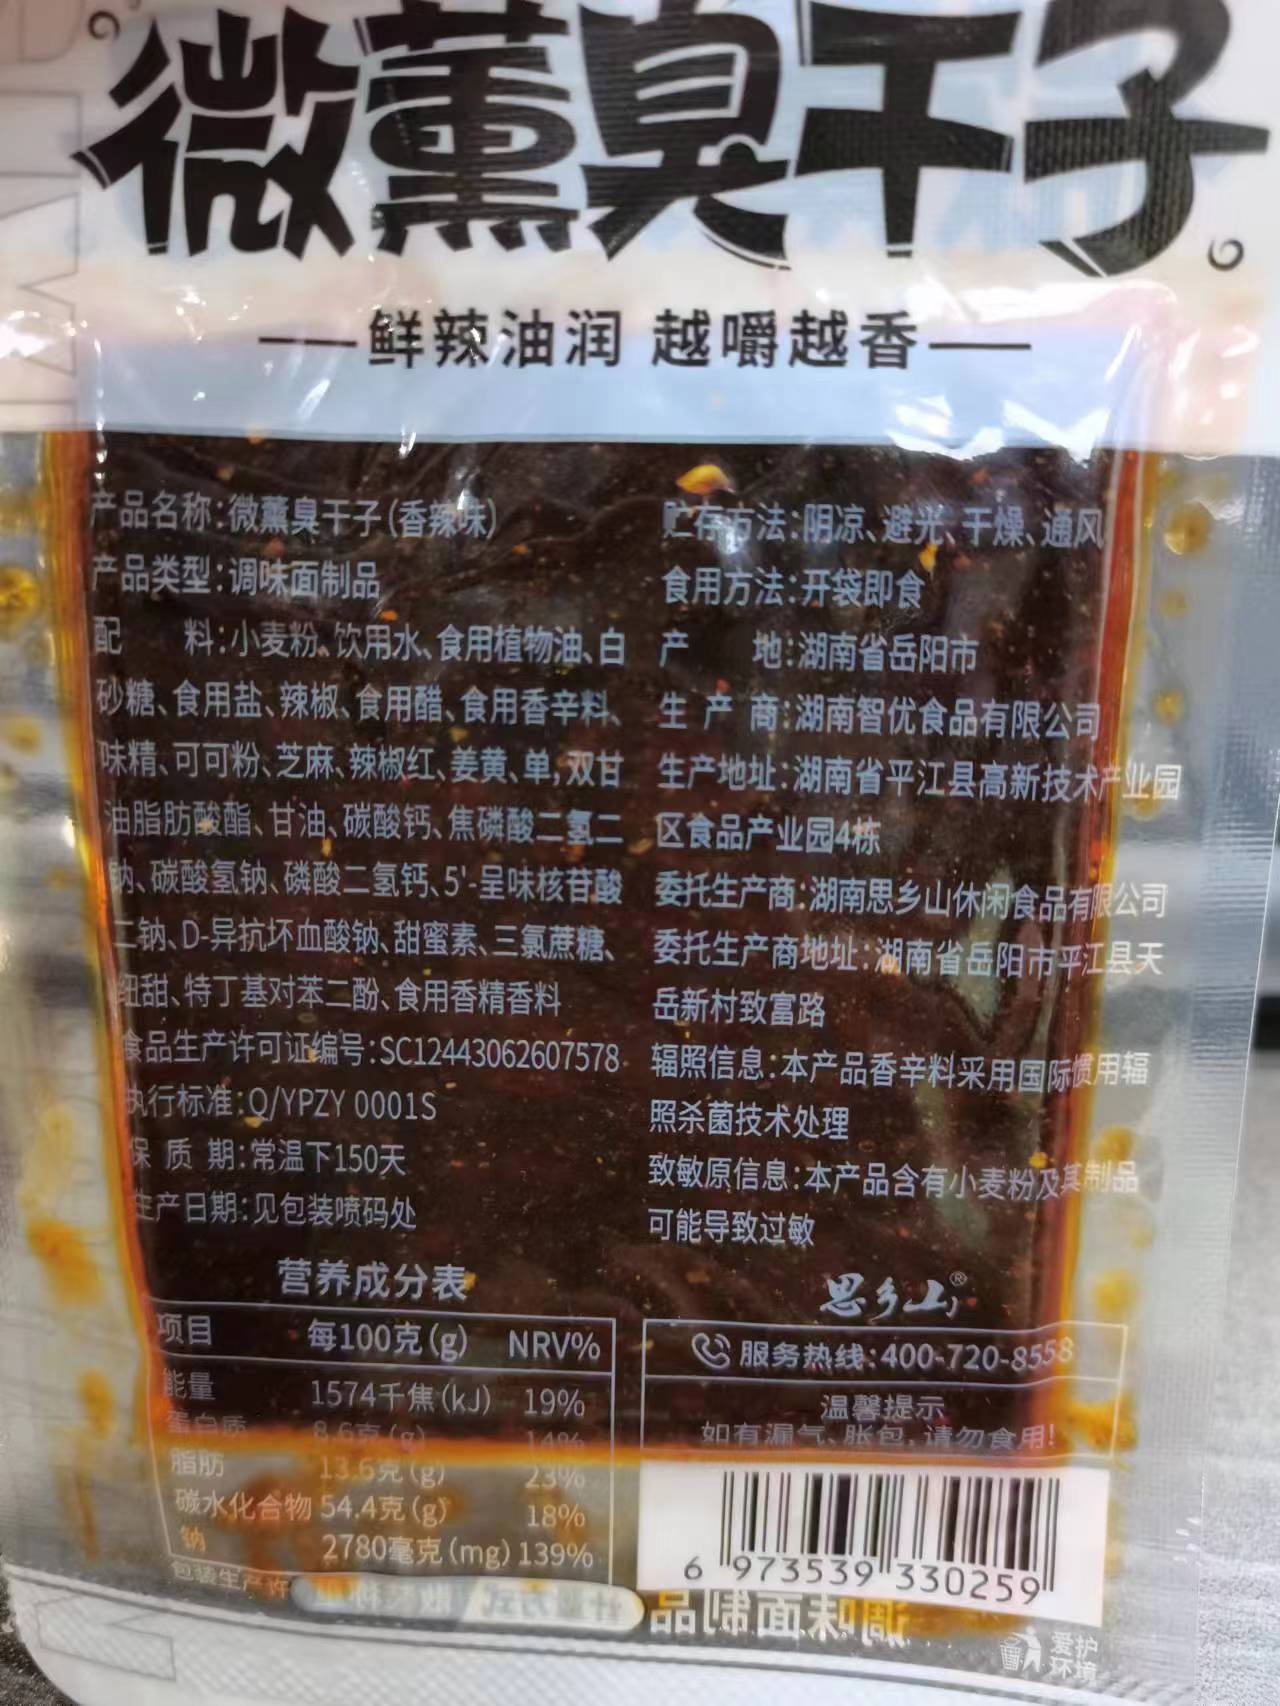 微薰臭干子
鲜辣油润 越嚼越香
产品名称:微薰臭干子(香辣味)
产品类型:调味面制品
配 料:小麦粉、饮用水、食用植物油、白
砂糖、食用盐、辣椒、食用醋、食用香辛料、
味精、可可粉、芝麻、辣椒红、姜黄、单,双甘
油脂肪酸酯、甘油、碳酸钙、焦磷酸二氢二
钠、碳酸氢钠、磷酸二氢钙、5'-呈味核苷酸
二钠、D-异抗坏血酸钠、甜蜜素、三氯蔗糖、
纽甜、特丁基对苯二酚、食用香精香料
食品生产许可证编号:SC12443062607578
执行标准:Q/YPZY 0001S
保 质 期:常温下150天
生产日期:见包装喷码处
营养成分表
项目 每100克(g) NRV%
能量 1574千焦(kJ) 19%
蛋白质 8.6克(g) 14%
脂肪 13.6克(g) 23%
碳水化合物 54.4克(g) 18%
钠 2780毫克(mg) 139%
包装生产许
贮存方法:阴凉、避光、干燥、通风
食用方法:开袋即食
产 地:湖南省岳阳市
生 产 商:湖南智优食品有限公司
生产地址:湖南省平江县高新技术产业园
区食品产业园4栋
委托生产商:湖南思乡山休闲食品有限公司
委托生产商地址:湖南省岳阳市平江县天
岳新村致富路
辐照信息:本产品香辛料采用国际惯用辐
照杀菌技术处理
致敏原信息:本产品含有小麦粉及其制品
可能导致过敏
思乡山®
服务热线:400-720-8558
温馨提示
如有漏气、胀包,请勿食用!
6 973539 330259
调味面制品
爱护
环境